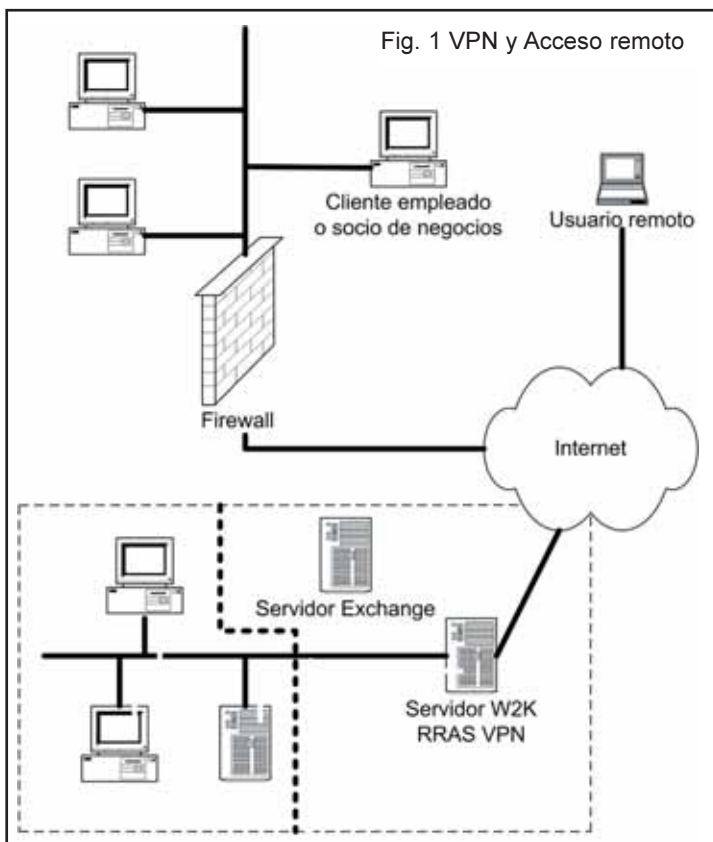 Fig. 1 VPN y Acceso remoto
Cliente empleado
o socio de negocios
Usuario remoto
Firewall
Internet
Servidor Exchange
Servidor W2K
RRAS VPN